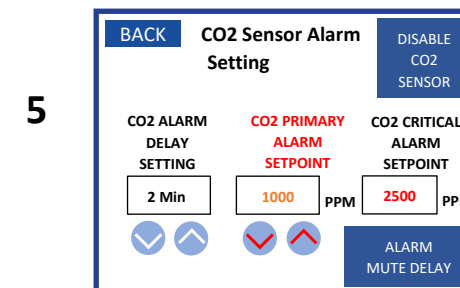 BACK
CO2 Sensor Alarm
Setting
DISABLE
CO2
SENSOR
5
CO2 ALARM
DELAY
SETTING
CO2 PRIMARY
ALARM
SETPOINT
CO2 CRITICAL
ALARM
SETPOINT
2 Min
1000
PPM
2500
ALARM
MUTE DELAY